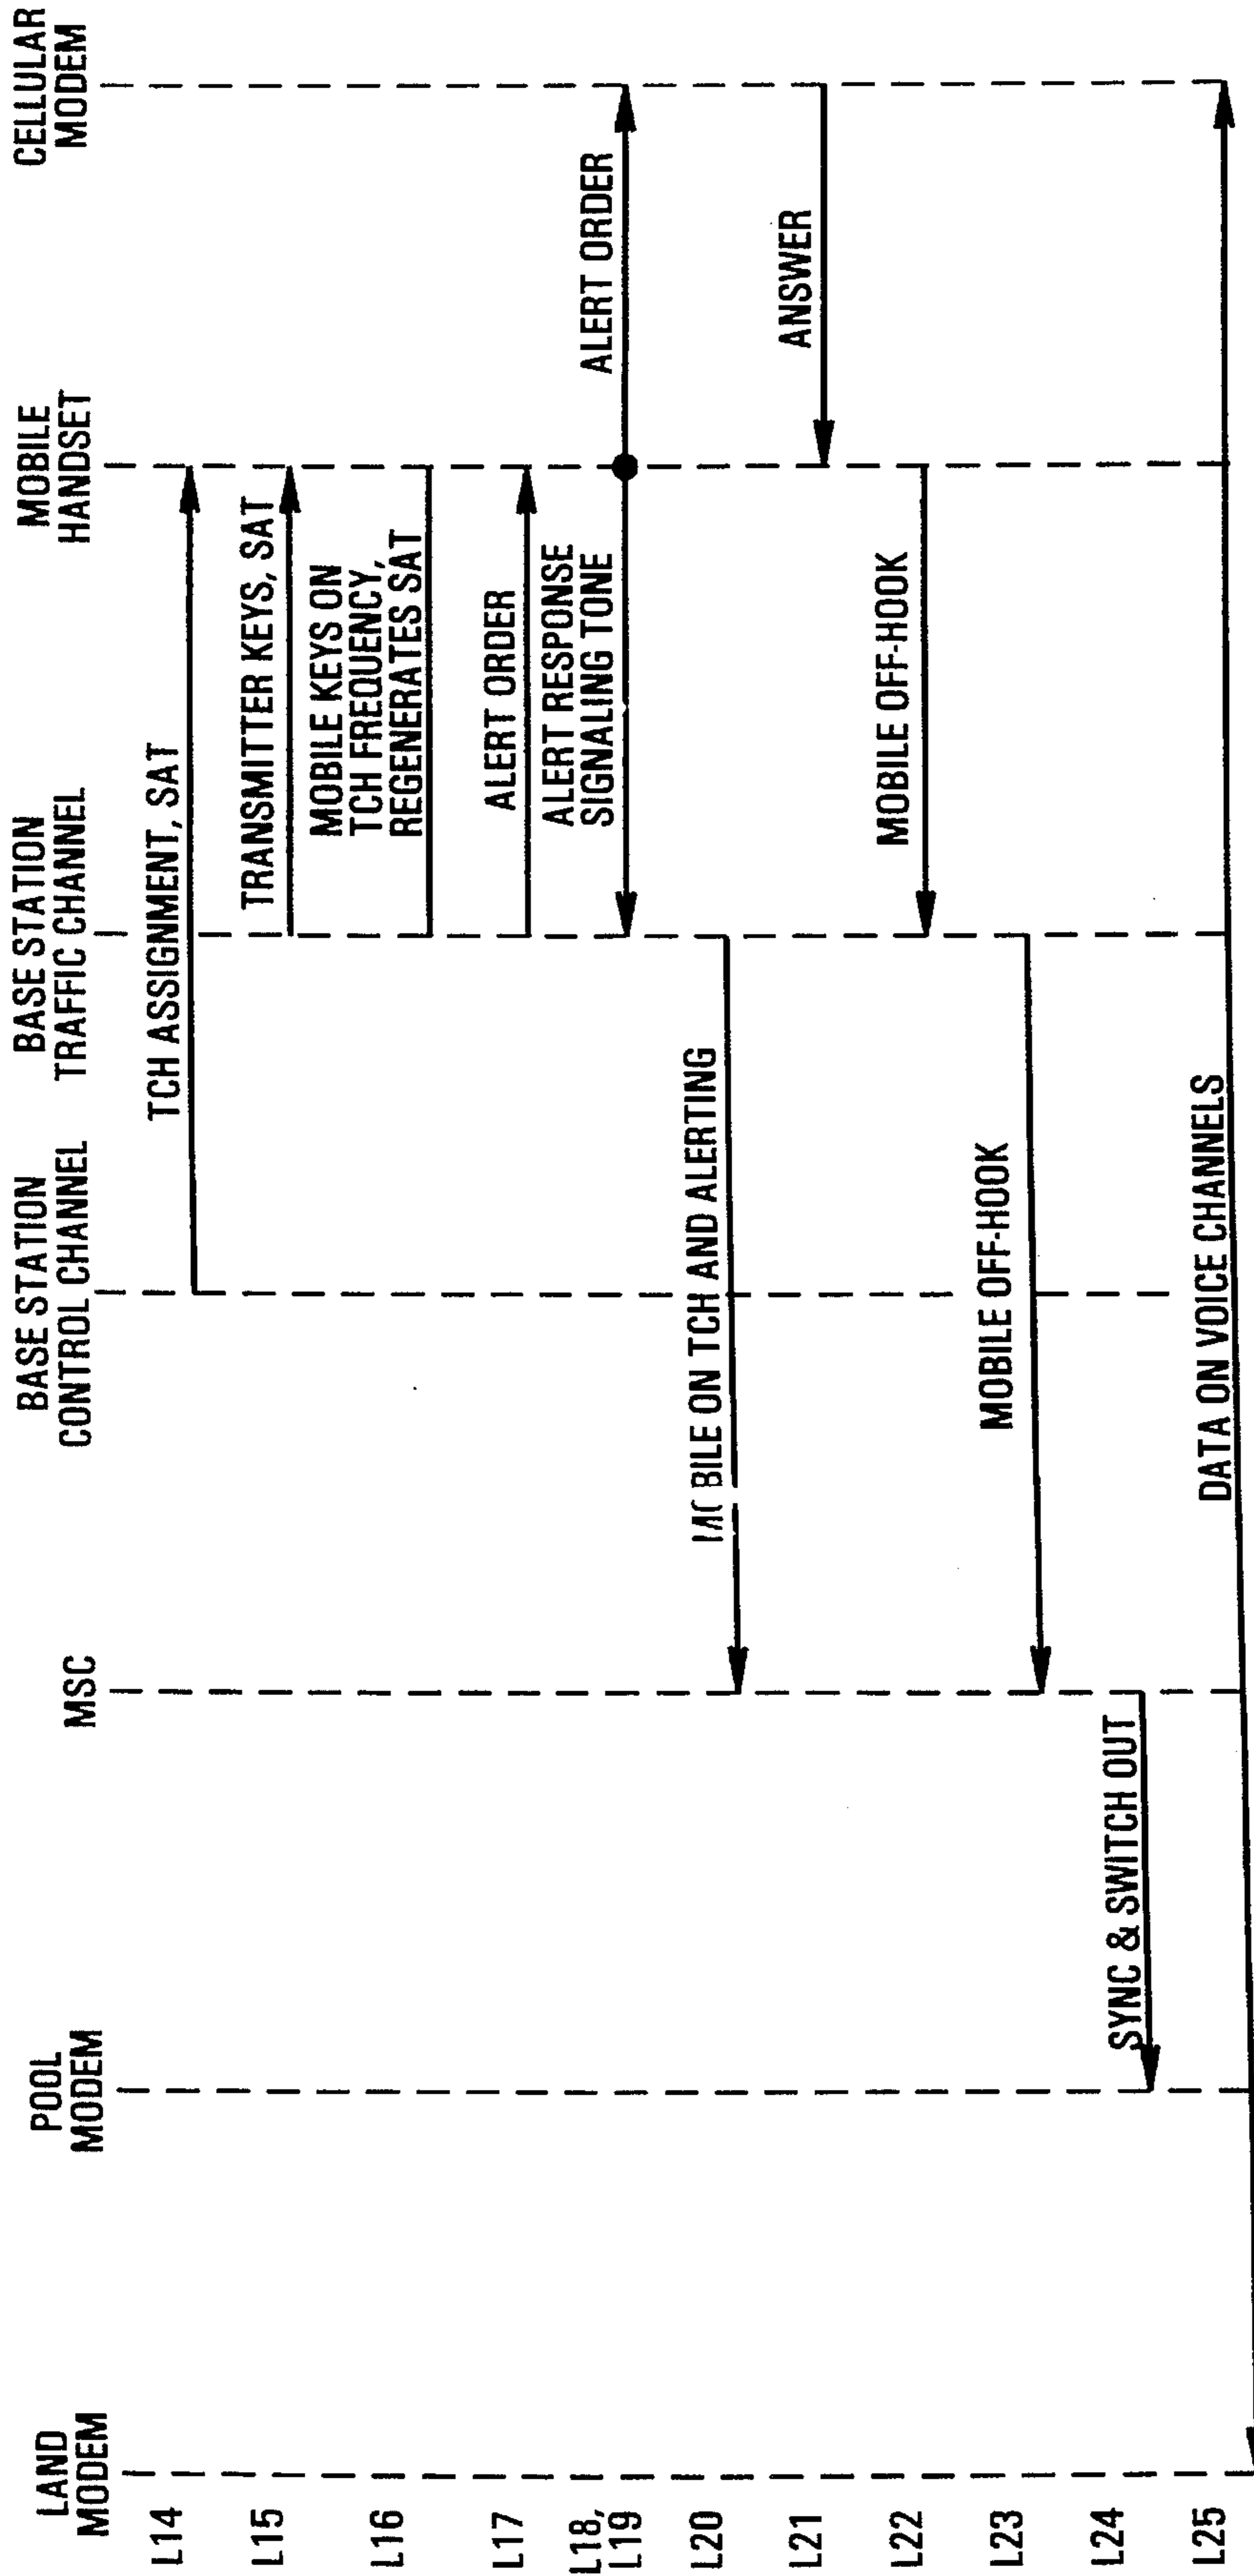 LAND
MODEM
POOL
MODEM
MSC
BASE STATION
CONTROL CHANNEL
BASE STATION
TRAFFIC CHANNEL
MOBILE
HANDSET
CELLULAR
MODEM
L14
TCH ASSIGNMENT, SAT
L15
TRANSMITTER KEYS, SAT
L16
MOBILE KEYS ON
TCH FREQUENCY,
REGENERATES SAT
L17
ALERT ORDER
L18,
L19
ALERT RESPONSE
SIGNALING TONE
ALERT ORDER
L20
MOBILE ON TCH AND ALERTING
L21
ANSWER
L22
MOBILE OFF-HOOK
L23
MOBILE OFF-HOOK
L24
SYNC & SWITCH OUT
L25
DATA ON VOICE CHANNELS